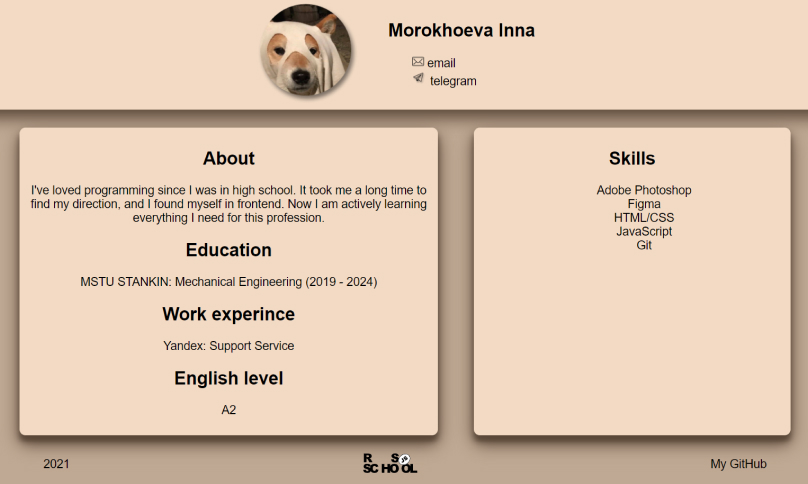 Morokhoeva Inna
email
telegram
About
I've loved programming since I was in high school. It took me a long time to
find my direction, and I found myself in frontend. Now I am actively learning
everything I need for this profession.
Education
MSTU STANKIN: Mechanical Engineering (2019 - 2024)
Work experince
Yandex: Support Service
English level
A2
Skills
Adobe Photoshop
Figma
HTML/CSS
JavaScript
Git
2021
R S
SCHOOL
My GitHub